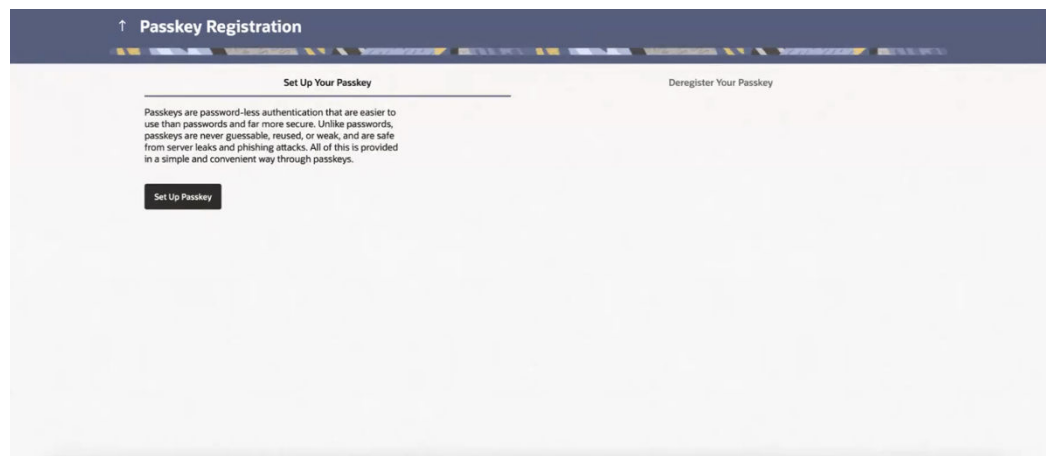 ↑ Passkey Registration
Set Up Your Passkey
Deregister Your Passkey
Passkeys are password-less authentication that are easier to
use than passwords and far more secure. Unlike passwords,
passkeys are never guessable, reused, or weak, and are safe
from server leaks and phishing attacks. All of this is provided
in a simple and convenient way through passkeys.
Set Up Passkey